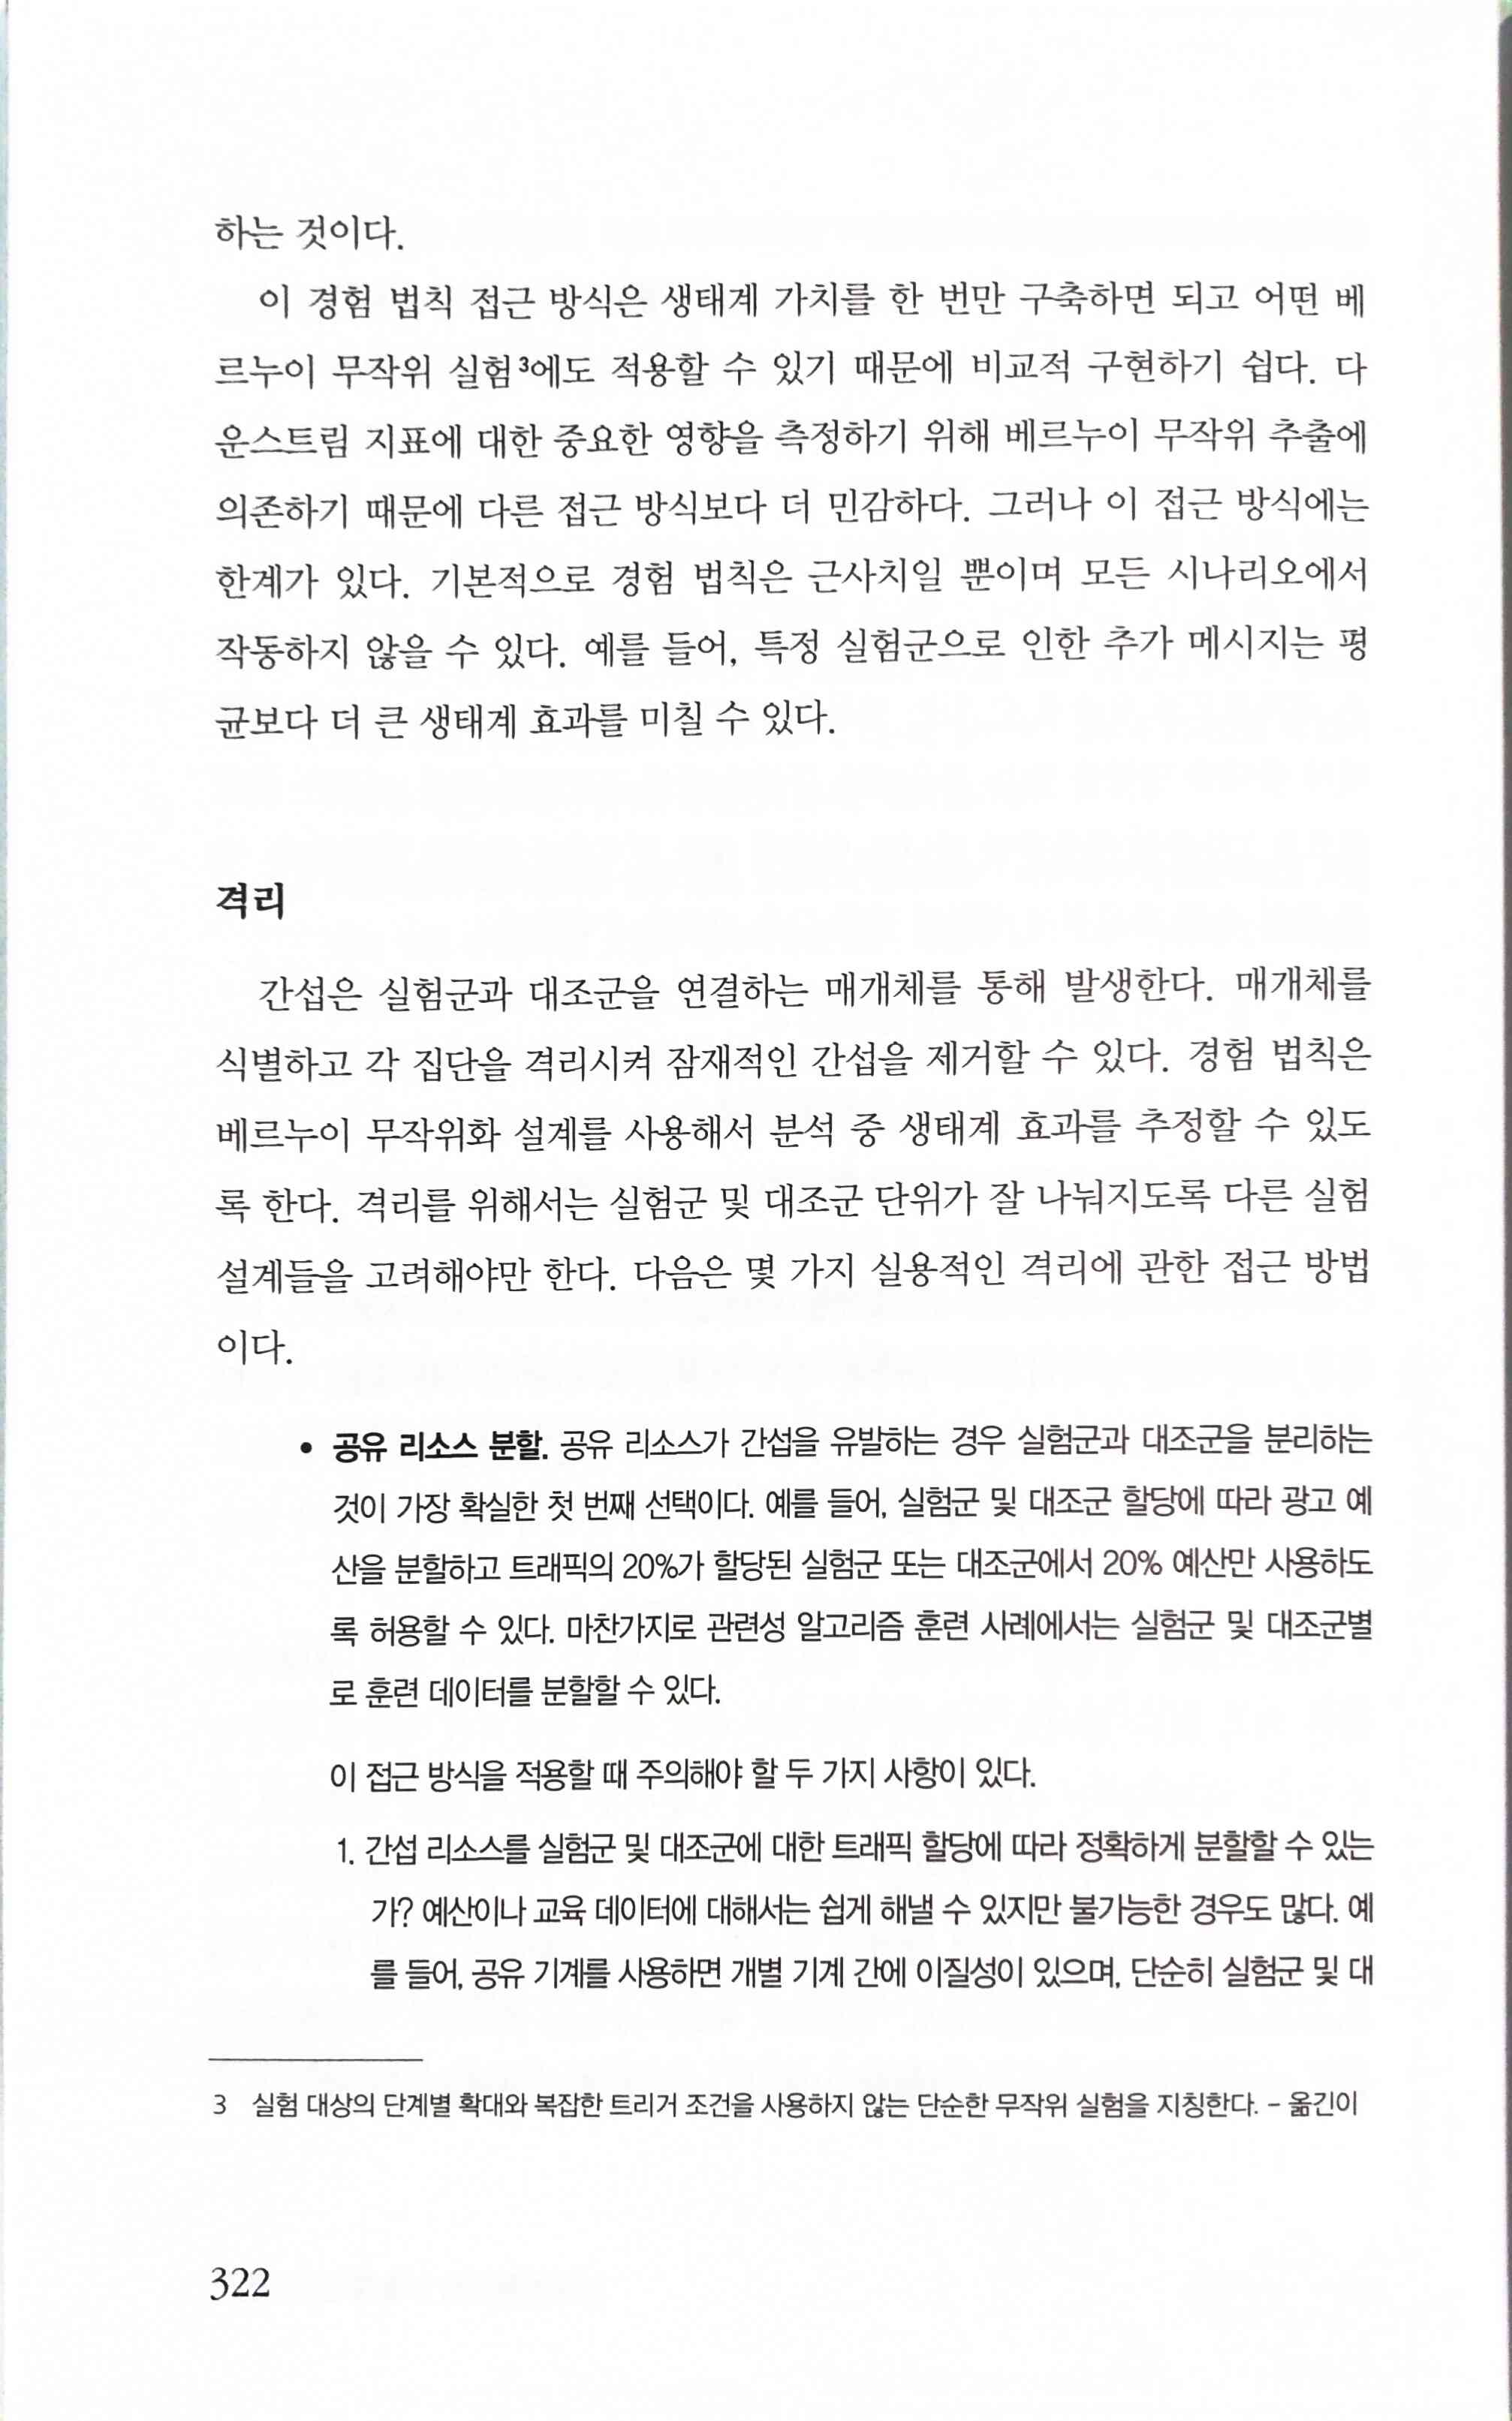 하는 것이다.
이 경험 법칙 접근 방식은 생태계 가치를 한 번만 구축하면 되고 어떤 베
르누이 무작위 실험³에도 적용할 수 있기 때문에 비교적 구현하기 쉽다. 다
운스트림 지표에 대한 중요한 영향을 측정하기 위해 베르누이 무작위 추출에
의존하기 때문에 다른 접근 방식보다 더 민감하다. 그러나 이 접근 방식에는
한계가 있다. 기본적으로 경험 법칙은 근사치일 뿐이며 모든 시나리오에서
작동하지 않을 수 있다. 예를 들어, 특정 실험군으로 인한 추가 메시지는 평
균보다 더 큰 생태계 효과를 미칠 수 있다.
격리
간섭은 실험군과 대조군을 연결하는 매개체를 통해 발생한다. 매개체를
식별하고 각 집단을 격리시켜 잠재적인 간섭을 제거할 수 있다. 경험 법칙은
베르누이 무작위화 설계를 사용해서 분석 중 생태계 효과를 추정할 수 있도
록 한다. 격리를 위해서는 실험군 및 대조군 단위가 잘 나눠지도록 다른 실험
설계들을 고려해야만 한다. 다음은 몇 가지 실용적인 격리에 관한 접근 방법
이다.
• 공유 리소스 분할. 공유 리소스가 간섭을 유발하는 경우 실험군과 대조군을 분리하는
것이 가장 확실한 첫 번째 선택이다. 예를 들어, 실험군 및 대조군 할당에 따라 광고 예
산을 분할하고 트래픽의 20%가 할당된 실험군 또는 대조군에서 20% 예산만 사용하도
록 허용할 수 있다. 마찬가지로 관련성 알고리즘 훈련 사례에서는 실험군 및 대조군별
로 훈련 데이터를 분할할 수 있다.
이 접근 방식을 적용할 때 주의해야 할 두 가지 사항이 있다.
1. 간섭 리소스를 실험군 및 대조군에 대한 트래픽 할당에 따라 정확하게 분할할 수 있는
가? 예산이나 교육 데이터에 대해서는 쉽게 해낼 수 있지만 불가능한 경우도 많다. 예
를 들어, 공유 기계를 사용하면 개별 기계 간에 이질성이 있으며, 단순히 실험군 및 대
3 실험 대상의 단계별 확대와 복잡한 트리거 조건을 사용하지 않는 단순한 무작위 실험을 지칭한다. – 옮긴이
322